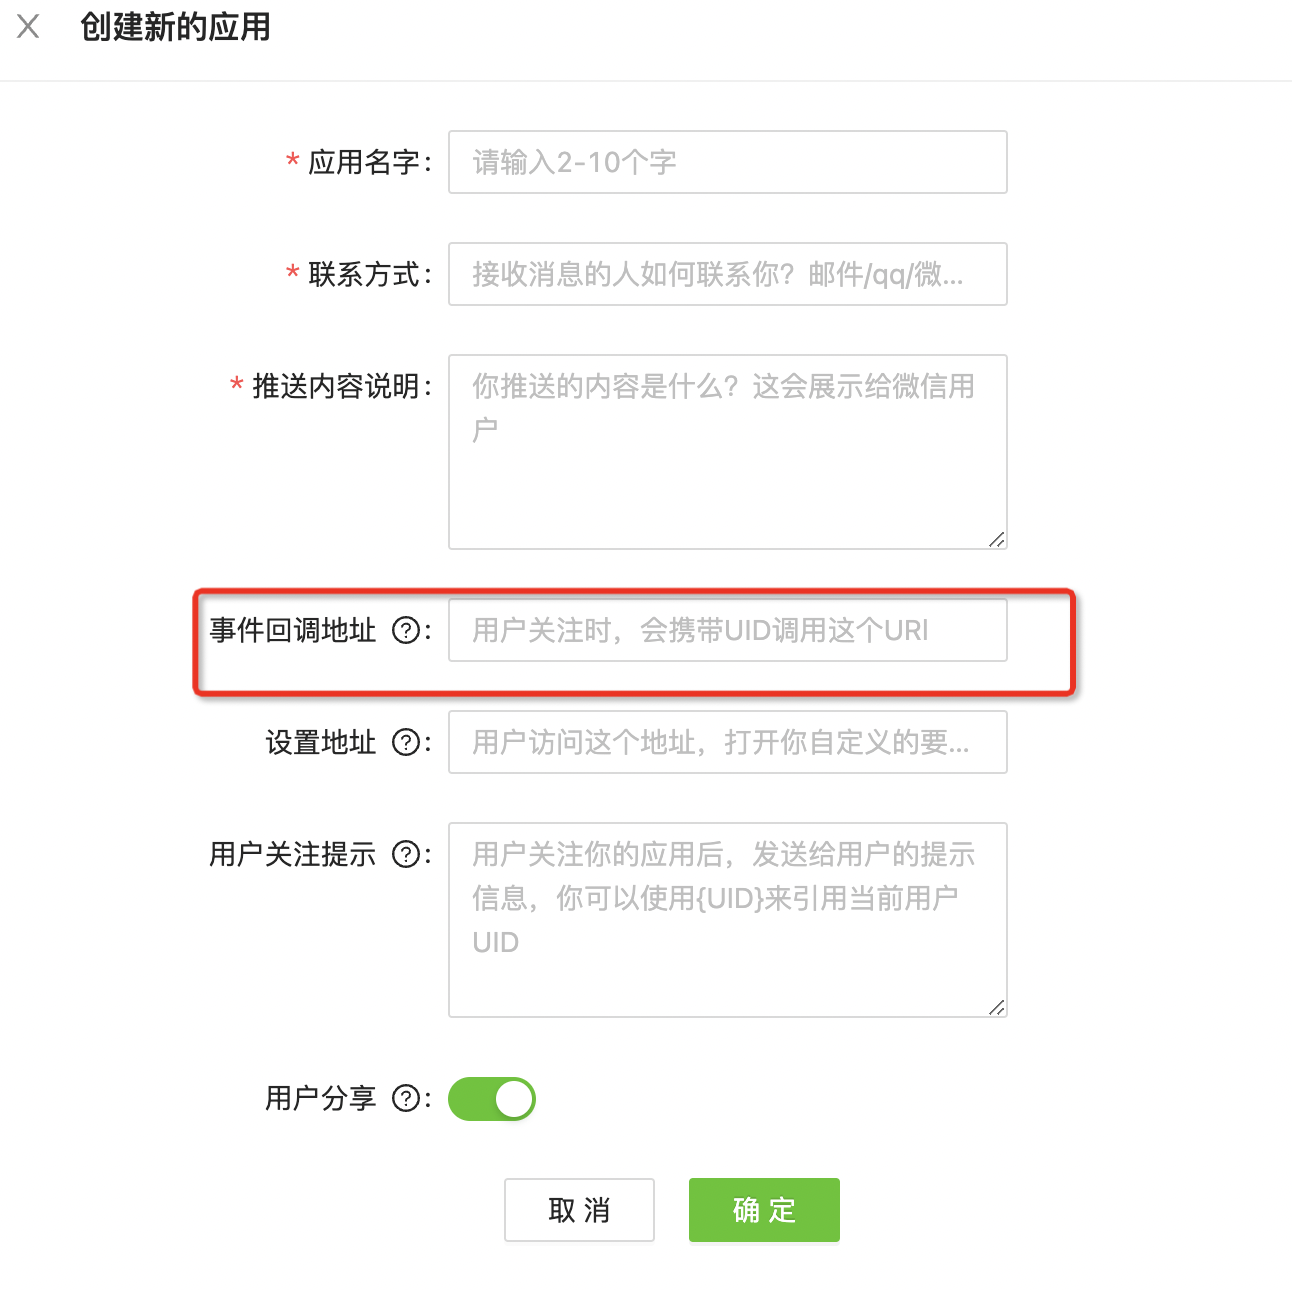 创建新的应用
* 应用名字:
请输入2-10个字
* 联系方式:
接收消息的人如何联系你？邮件/qq/微...
* 推送内容说明:
你推送的内容是什么？这会展示给微信用
户
事件回调地址 ?:
用户关注时，会携带UID调用这个URl
设置地址 ?:
用户访问这个地址，打开你自定义的要...
用户关注提示 ?:
用户关注你的应用后，发送给用户的提示
信息，你可以使用{UID}来引用当前用户
UID
用户分享 ?:
取 消
确 定